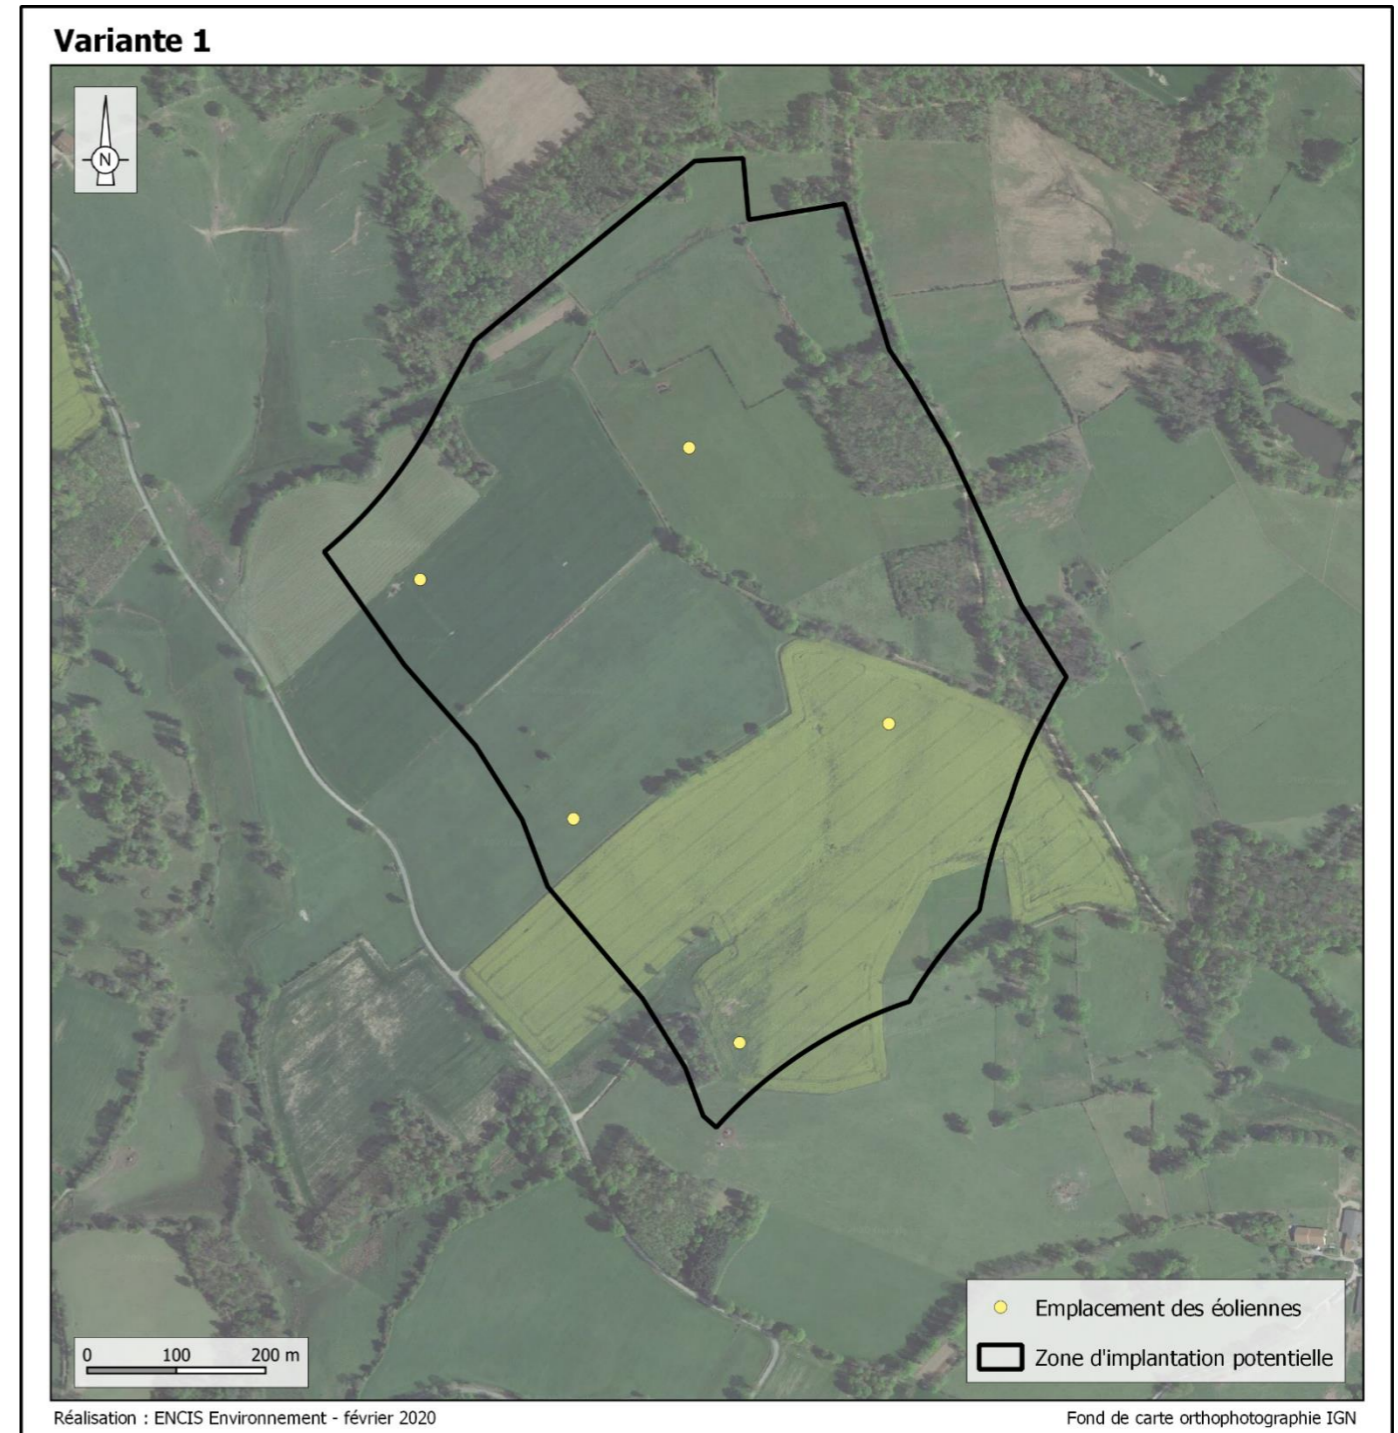 Variante 1
N
Emplacement des éoliennes
Zone d'implantation potentielle
0 100 200 m
Réalisation : ENCIS Environnement - février 2020
Fond de carte orthophotographie IGN